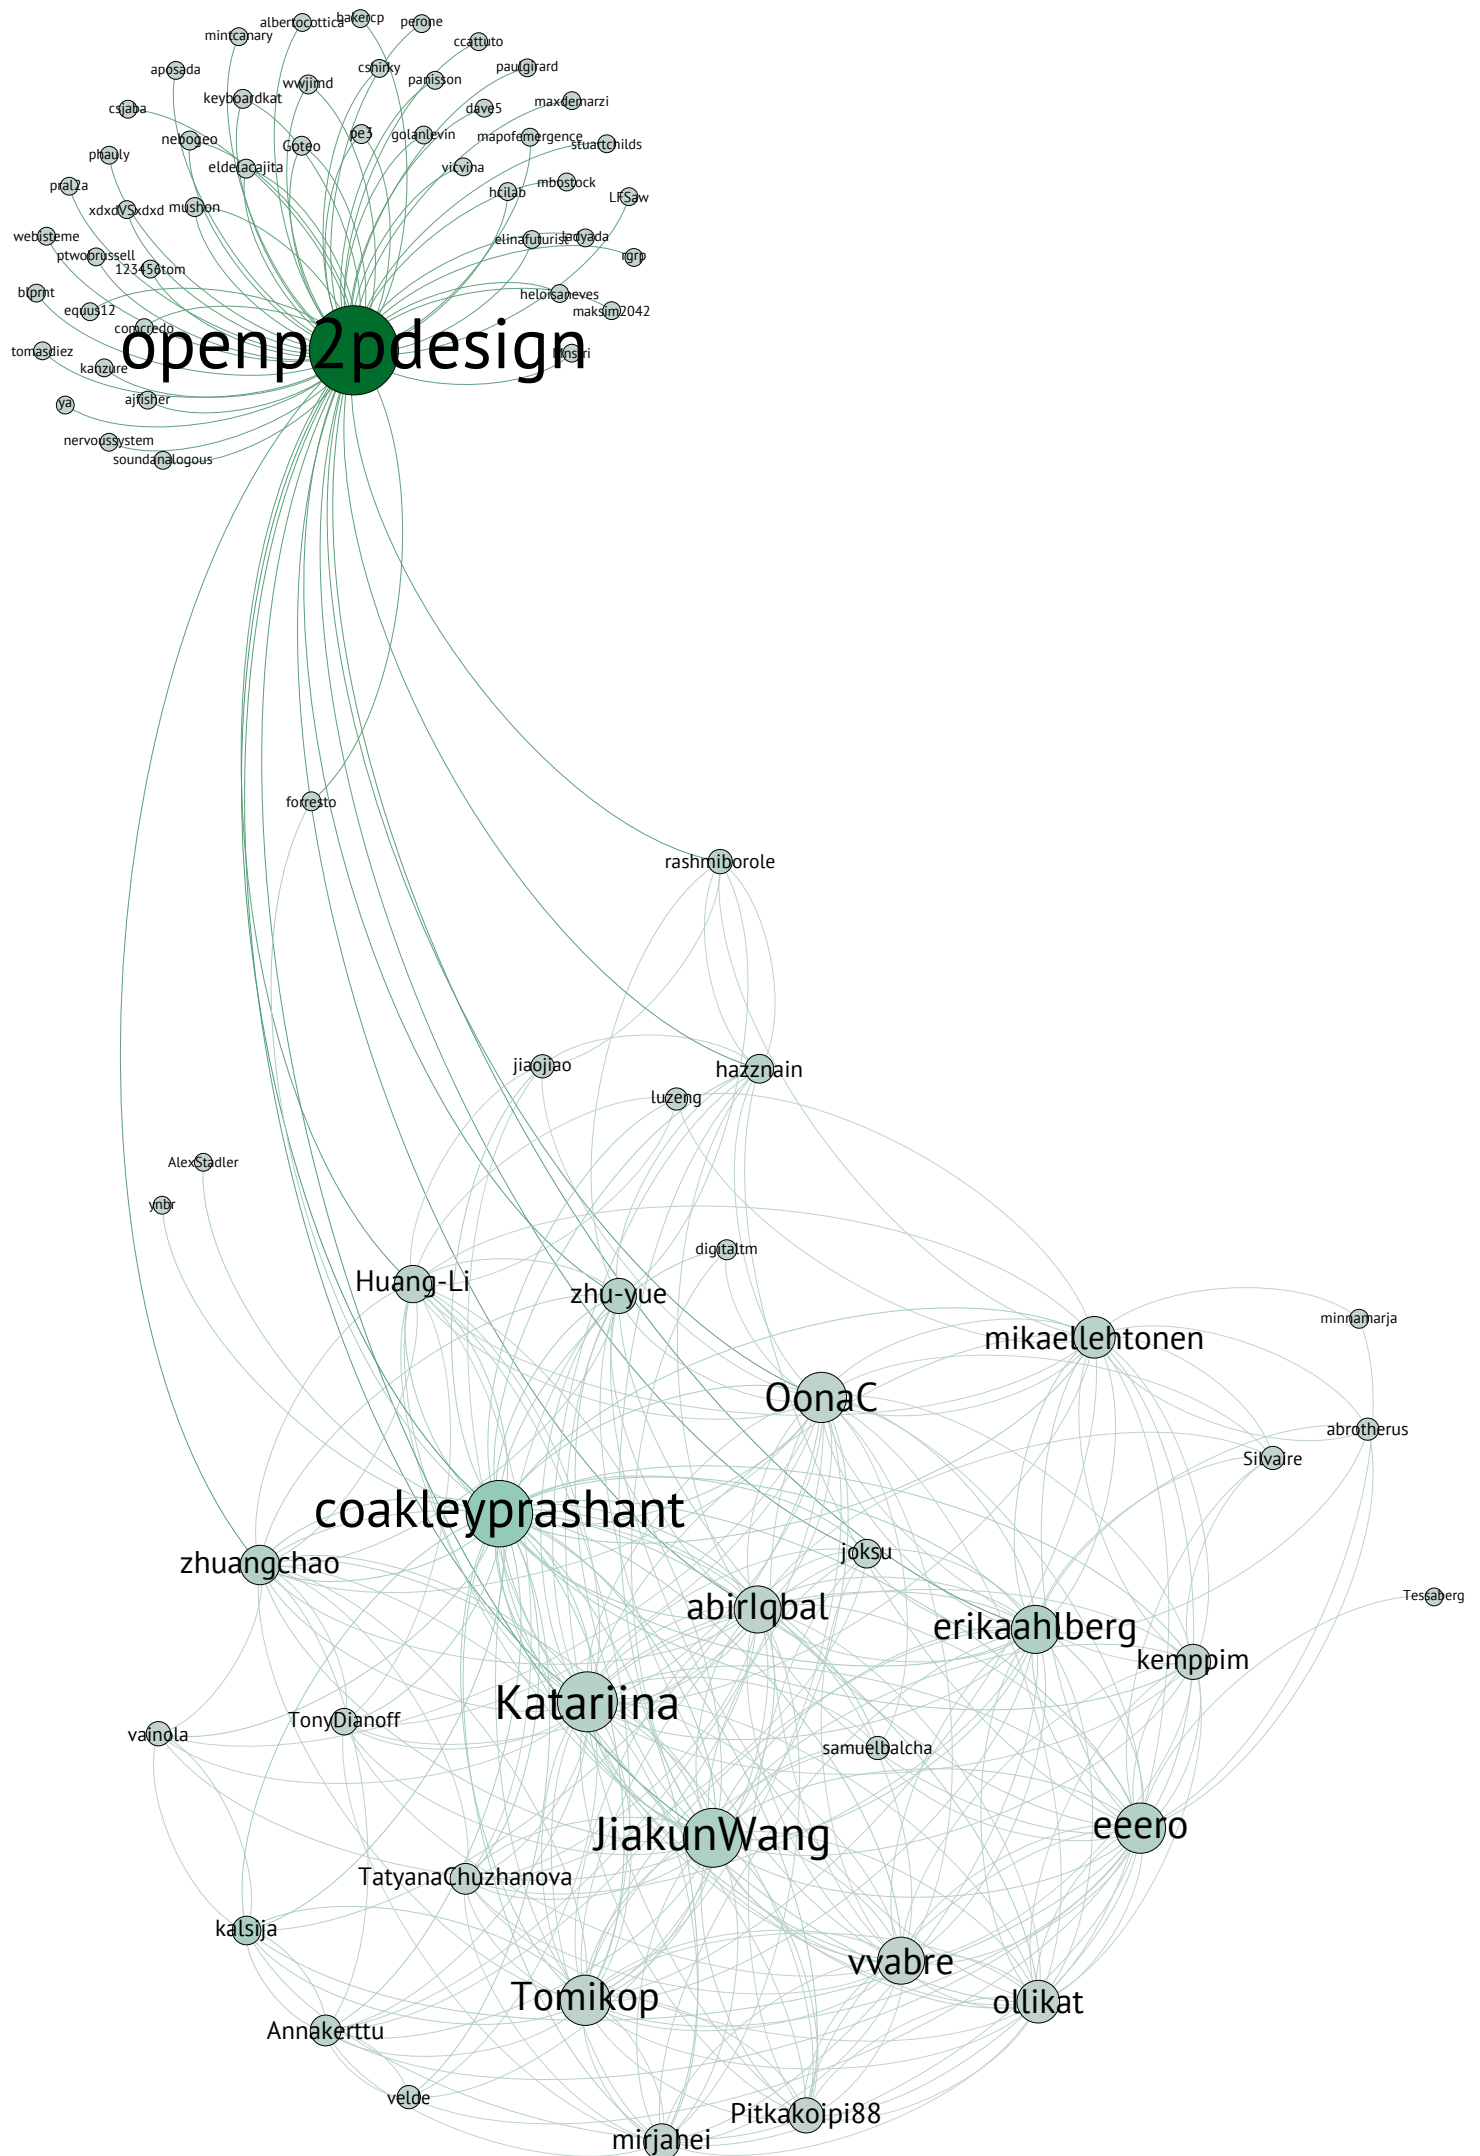 bakercp
albertocottica
perone
mintcanary
ccattuto
cshirky
paulgirard
aposada
panisson
wwjimd
keyboardkat
maxdemarzi
csjaba
dave5
pe3
golanlevin
mapofemergence
nebogeo
stuartchilds
Goteo
phauly
eldelacajita
vicvina
mbostock
pral2a
hcilab
LFSaw
xdxdVSxdxd
mushon
webisteme
elinafuturist
ladyada
ptwobrussell
rgrp
123456tom
blprnt
heloisaneves
equus12
maksim2042
comcredo
openp2pdesign
tomasdiez
kanzure
ajfisher
ya
nervoussystem
soundanalogous
forresto
rashmiborole
jiaojiao
hazznain
luzeng
AlexStadler
ynbr
digitaltm
Huang-Li
zhu-yue
minnamarja
mikaellehtonen
OonaC
abrotherus
Silvaire
coakleyprashant
joksu
zhuangchao
Tessaberg
abirIqbal
erikaahlberg
kemppim
Katariina
TonyDianoff
vainola
samuelbalcha
JiakunWang
eeero
TatyanaChuzhanova
kalsija
vvabre
Tomikop
ollikat
Annakerttu
velde
Pitkakoipi88
mirjahei